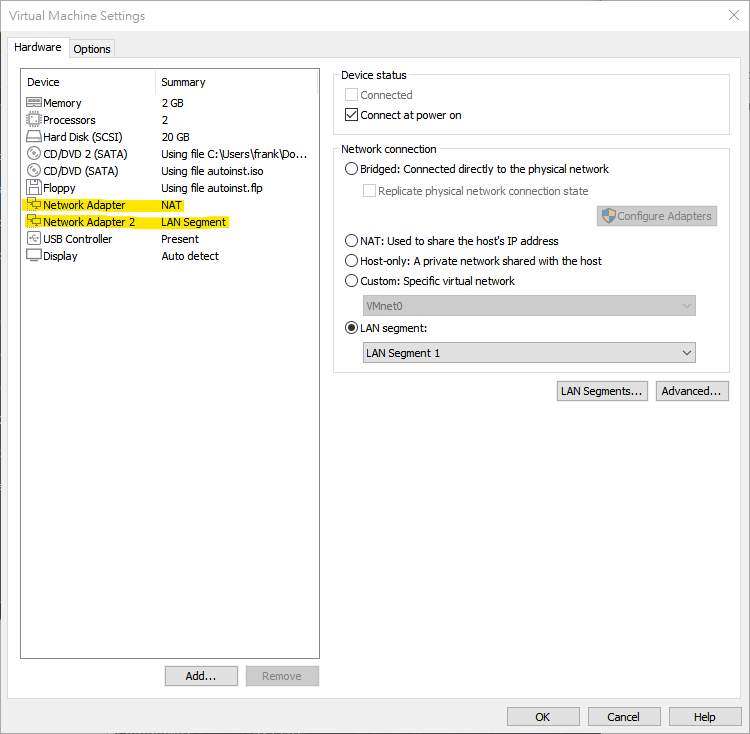 Virtual Machine Settings
Hardware
Options
Device Summary
Memory 2 GB
Processors 2
Hard Disk (SCSI) 20 GB
CD/DVD 2 (SATA) Using file C:\Users\frank\Do...
CD/DVD (SATA) Using file autoinst.iso
Floppy Using file autoinst.flp
Network Adapter NAT
Network Adapter 2 LAN Segment
USB Controller Present
Display Auto detect
Add...
Remove
Device status
Connected
Connect at power on
Network connection
Bridged: Connected directly to the physical network
Replicate physical network connection state
Configure Adapters
NAT: Used to share the host's IP address
Host-only: A private network shared with the host
Custom: Specific virtual network
VMnet0
LAN segment:
LAN Segment 1
LAN Segments...
Advanced...
OK
Cancel
Help